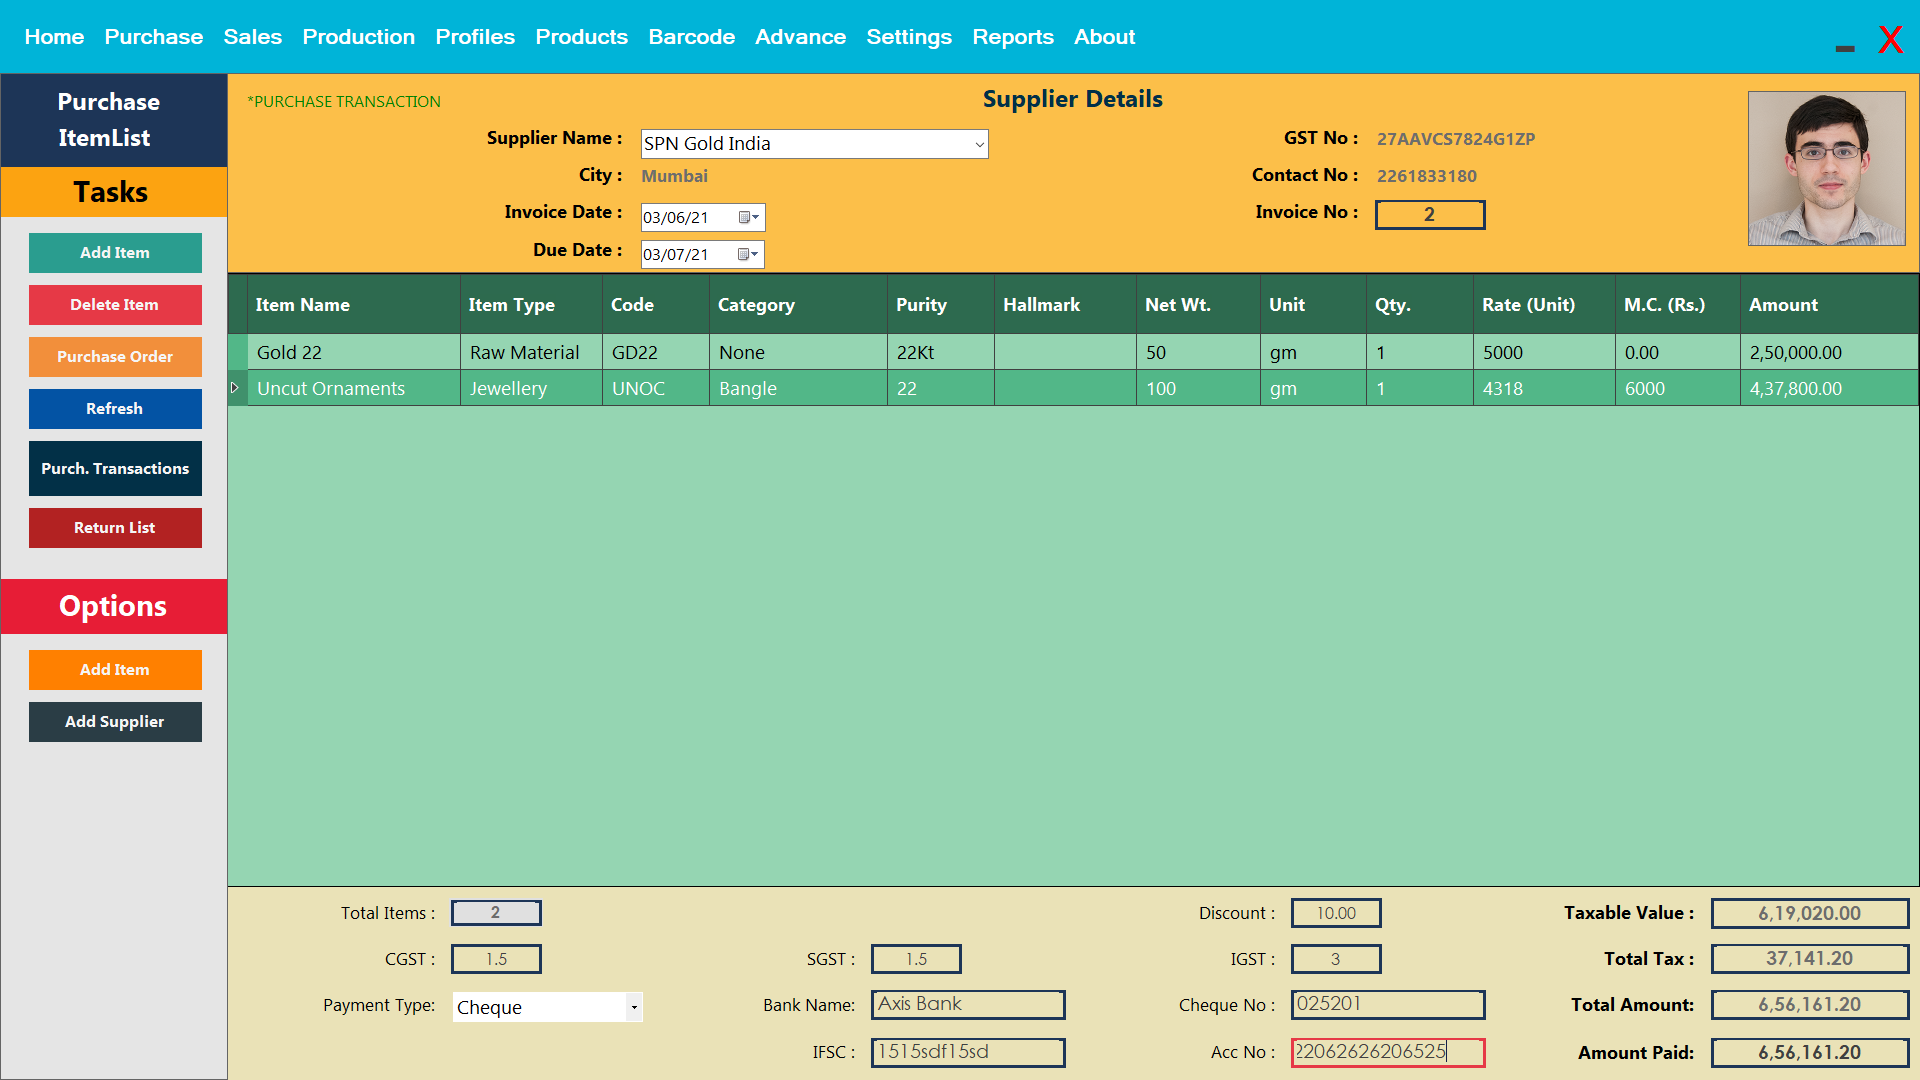 Home Purchase Sales Production Profiles Products Barcode Advance Settings Reports About
X
Purchase
ItemList
Tasks
Add Item
Delete Item
Purchase Order
Refresh
Purch. Transactions
Return List
Options
Add Item
Add Supplier
*PURCHASE TRANSACTION
Supplier Details
Supplier Name : SPN Gold India
GST No : 27AAVCS7824G1ZP
City : Mumbai
Contact No : 2261833180
Invoice Date : 03/06/21
Invoice No : 2
Due Date : 03/07/21
Item Name Item Type Code Category Purity Hallmark Net Wt. Unit Qty. Rate (Unit) M.C. (Rs.) Amount
Gold 22 Raw Material GD22 None 22Kt 50 gm 1 5000 0.00 2,50,000.00
Uncut Ornaments Jewellery UNOC Bangle 22 100 gm 1 4318 6000 4,37,800.00
Total Items : 2 Discount : 10.00 Taxable Value : 6,19,020.00
CGST : 1.5 SGST : 1.5 IGST : 3 Total Tax : 37,141.20
Payment Type: Cheque Bank Name: Axis Bank Cheque No : 025201 Total Amount: 6,56,161.20
IFSC : 1515sdf15sd Acc No : 22062626206525 Amount Paid: 6,56,161.20